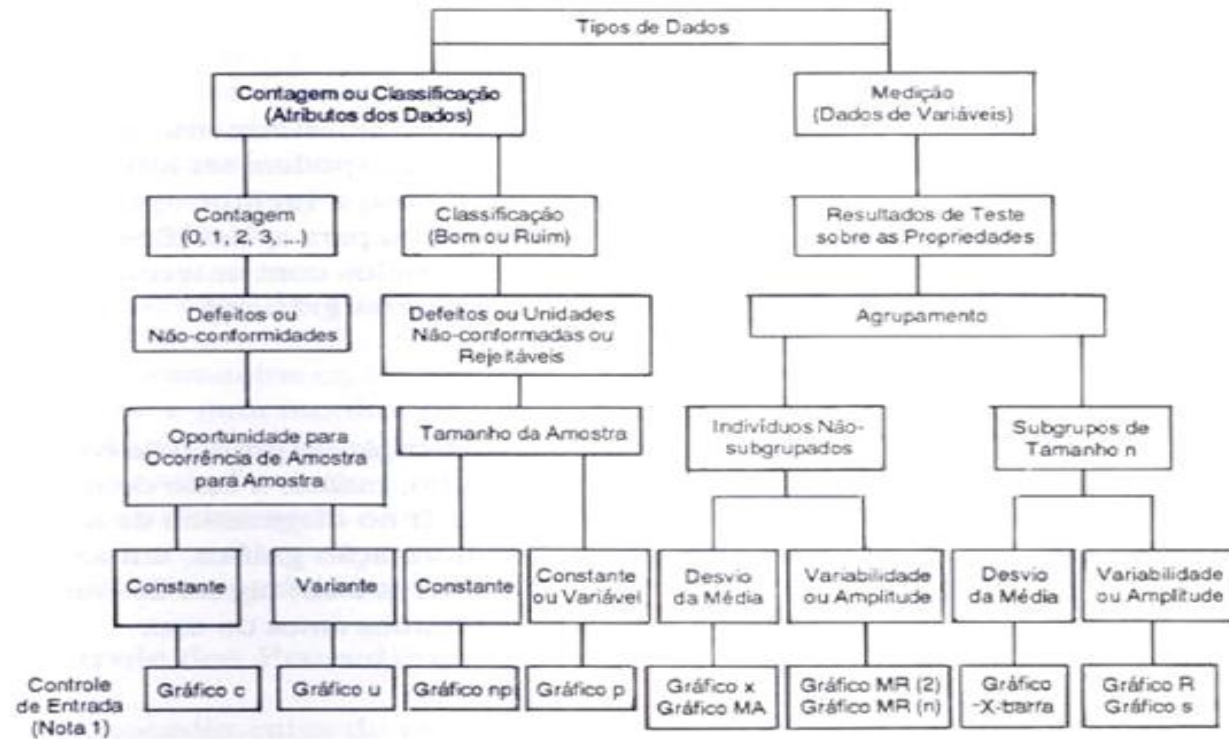 Tipos de Dados
Contagem ou Classificação
(Atributos dos Dados)
Medição
(Dados de Variáveis)
Contagem
(0, 1, 2, 3, ...)
Classificação
(Bom ou Ruim)
Resultados de Teste
sobre as Propriedades
Defeitos ou
Não-conformidades
Defeitos ou Unidades
Não-conformadas ou
Rejeitáveis
Agrupamento
Oportunidade para
Ocorrência de Amostra
para Amostra
Tamanho da Amostra
Indivíduos Não-
subgrupados
Subgrupos de
Tamanho n
Constante
Variante
Constante
Constante
ou Variável
Desvio
da Média
Variabilidade
ou Amplitude
Desvio
da Média
Variabilidade
ou Amplitude
Controle
de Entrada
(Nota 1)
Gráfico c
Gráfico u
Gráfico np
Gráfico p
Gráfico x
Gráfico MA
Gráfico MR (2)
Gráfico MR (n)
Gráfico
-X-barra
Gráfico R
Gráfico s